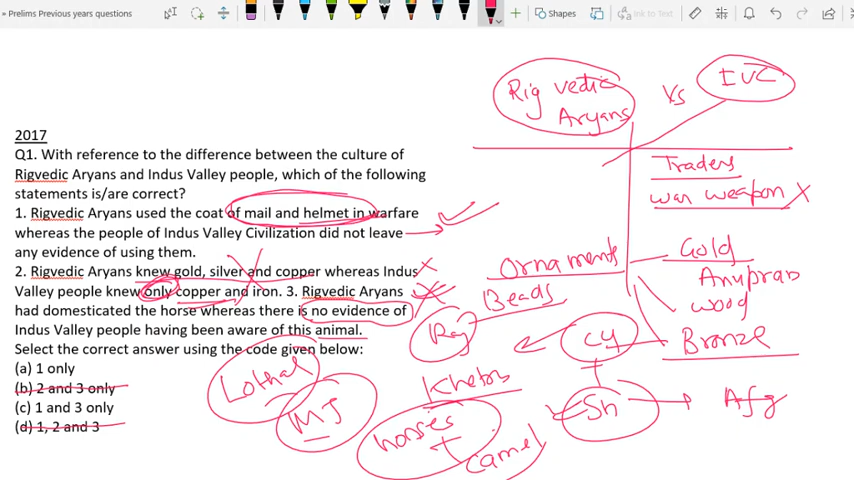 » Prelims Previous years questions
Shapes
Ink to Text
Rig vedic
Aryans
Vs
IVC
2017
Q1. With reference to the difference between the culture of
Rigvedic Aryans and Indus Valley people, which of the following
statements is/are correct?
1. Rigvedic Aryans used the coat of mail and helmet in warfare
whereas the people of Indus Valley Civilization did not leave
any evidence of using them.
2. Rigvedic Aryans knew gold, silver and copper whereas Indus
Valley people knew only copper and iron. 3. Rigvedic Aryans
had domesticated the horse whereas there is no evidence of
Indus Valley people having been aware of this animal.
Select the correct answer using the code given below:
(a) 1 only
(b) 2 and 3 only
(c) 1 and 3 only
(d) 1, 2 and 3
Traders
war weapon X
Ornaments
Beads
Gold
wood
Bronze
Raj
Cy
+
Sh
Afg
Lothal
MJ
Khetri
horses
+
camel